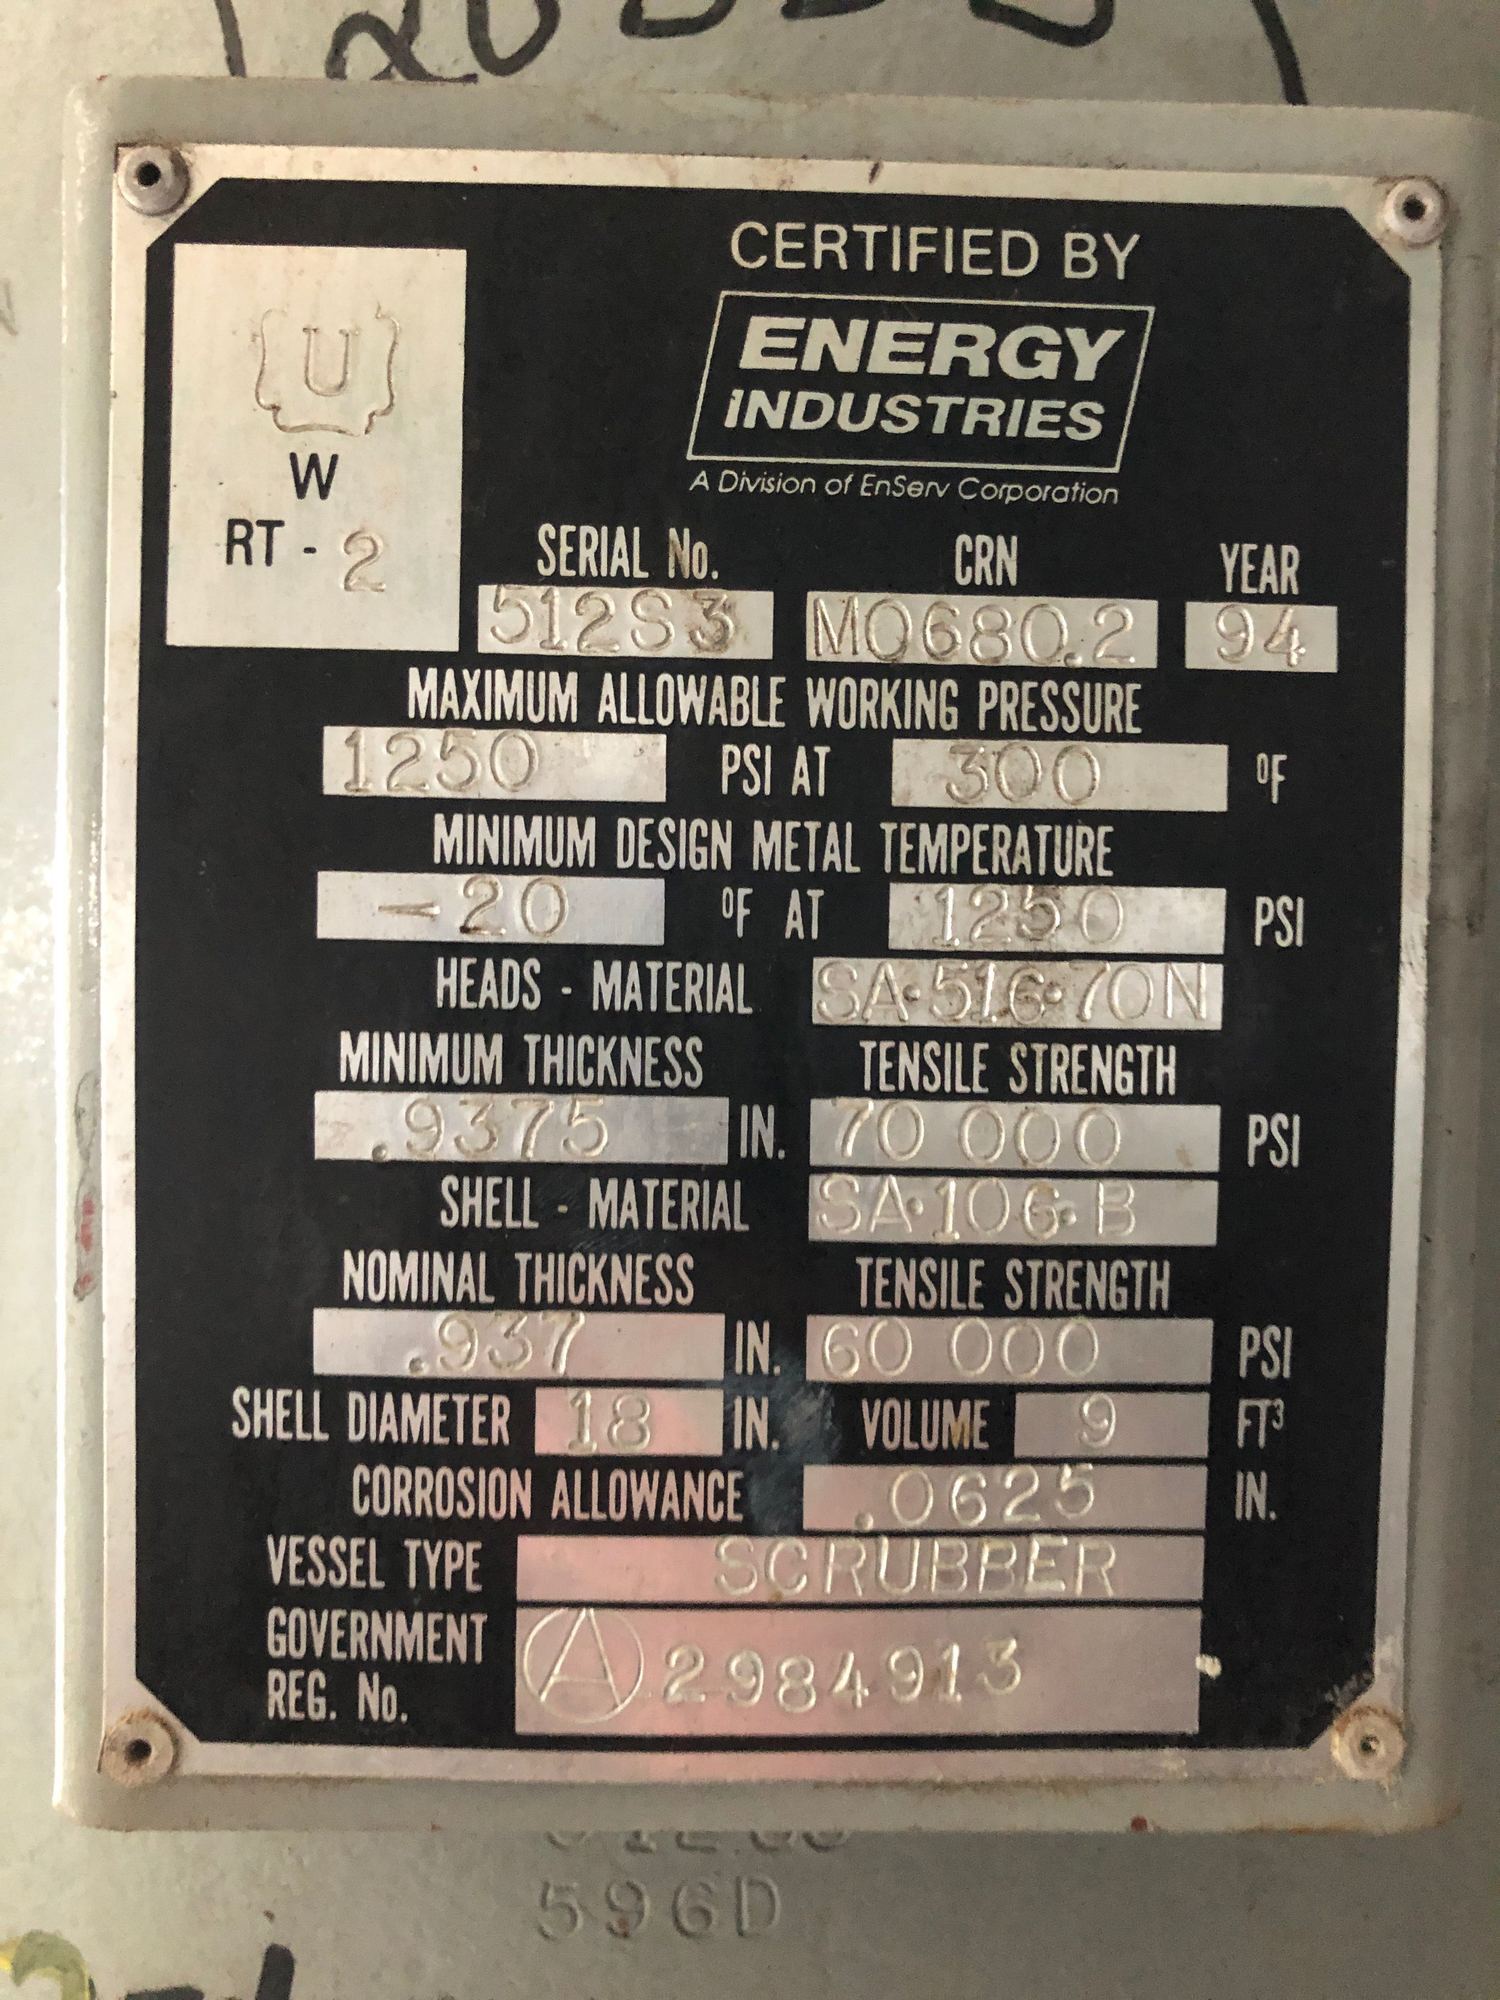 U
W
RT - 2
CERTIFIED BY
ENERGY
INDUSTRIES
A Division of EnServ Corporation
SERIAL No. CRN YEAR
512S3 M0680.2 94
MAXIMUM ALLOWABLE WORKING PRESSURE
1250 PSI AT 300 °F
MINIMUM DESIGN METAL TEMPERATURE
-20 °F AT 1250 PSI
HEADS - MATERIAL SA·516·70N
MINIMUM THICKNESS TENSILE STRENGTH
.9375 IN. 70 000 PSI
SHELL - MATERIAL SA·106·B
NOMINAL THICKNESS TENSILE STRENGTH
.937 IN. 60 000 PSI
SHELL DIAMETER 18 IN. VOLUME 9 FT³
CORROSION ALLOWANCE .0625 IN.
VESSEL TYPE SCRUBBER
GOVERNMENT
REG. No. Ⓐ 2984913
596D